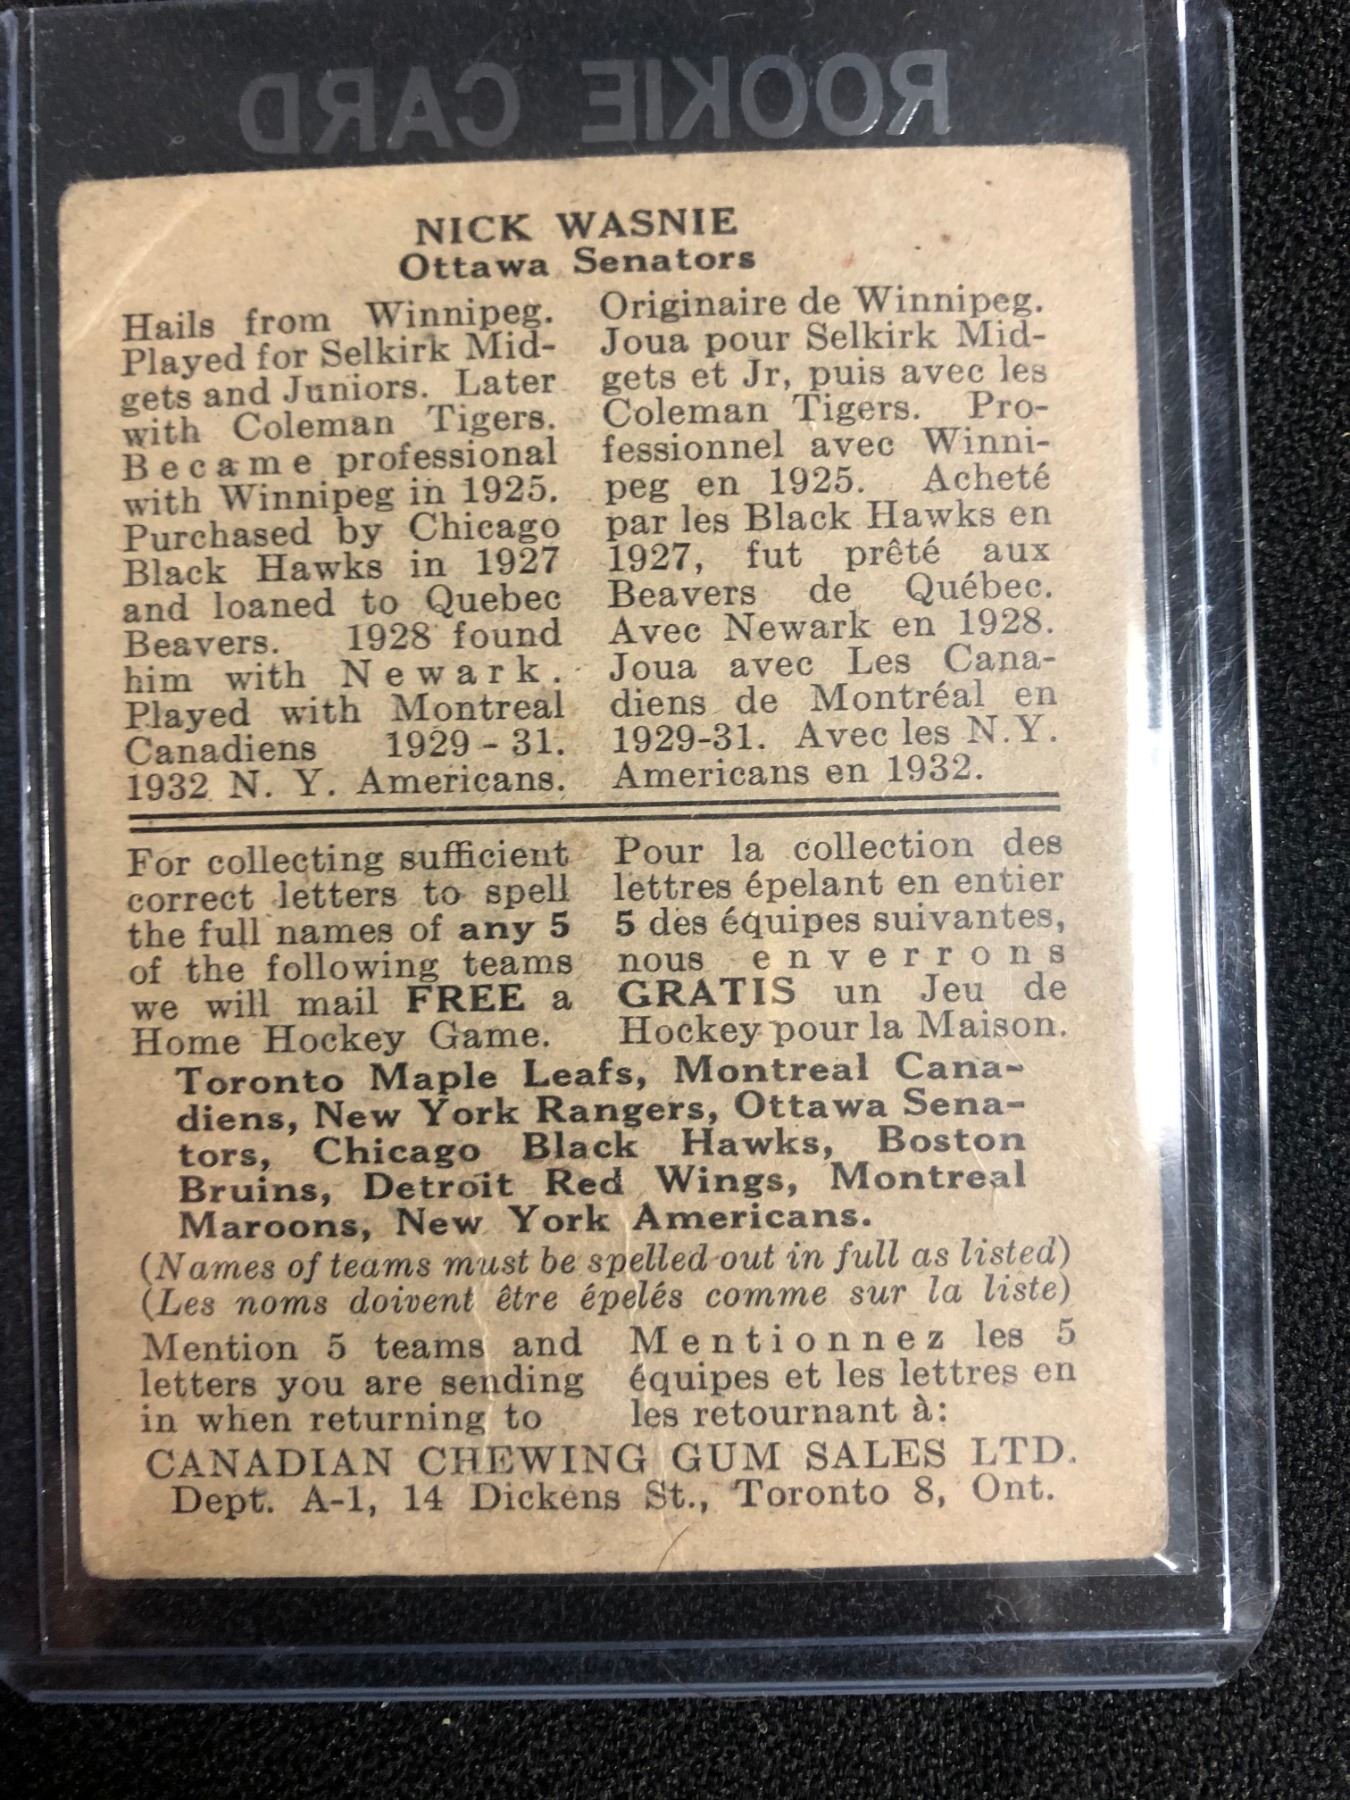 ROOKIE CARD
NICK WASNIE
Ottawa Senators
Hails from Winnipeg.
Played for Selkirk Mid-
gets and Juniors. Later
with Coleman Tigers.
Became professional
with Winnipeg in 1925.
Purchased by Chicago
Black Hawks in 1927
and loaned to Quebec
Beavers. 1928 found
him with Newark.
Played with Montreal
Canadiens 1929 - 31.
1932 N. Y. Americans.
Originaire de Winnipeg.
Joua pour Selkirk Mid-
gets et Jr, puis avec les
Coleman Tigers. Pro-
fessionnel avec Winni-
peg en 1925. Acheté
par les Black Hawks en
1927, fut prêté aux
Beavers de Québec.
Avec Newark en 1928.
Joua avec Les Cana-
diens de Montréal en
1929-31. Avec les N.Y.
Americans en 1932.
For collecting sufficient
correct letters to spell
the full names of any 5
of the following teams
we will mail FREE a
Home Hockey Game.
Pour la collection des
lettres épelant en entier
5 des équipes suivantes,
nous enverrons
GRATIS un Jeu de
Hockey pour la Maison.
Toronto Maple Leafs, Montreal Cana-
diens, New York Rangers, Ottawa Sena-
tors, Chicago Black Hawks, Boston
Bruins, Detroit Red Wings, Montreal
Maroons, New York Americans.
(Names of teams must be spelled out in full as listed)
(Les noms doivent être épelés comme sur la liste)
Mention 5 teams and
letters you are sending
in when returning to
Mentionnez les 5
équipes et les lettres en
les retournant à:
CANADIAN CHEWING GUM SALES LTD.
Dept. A-1, 14 Dickens St., Toronto 8, Ont.